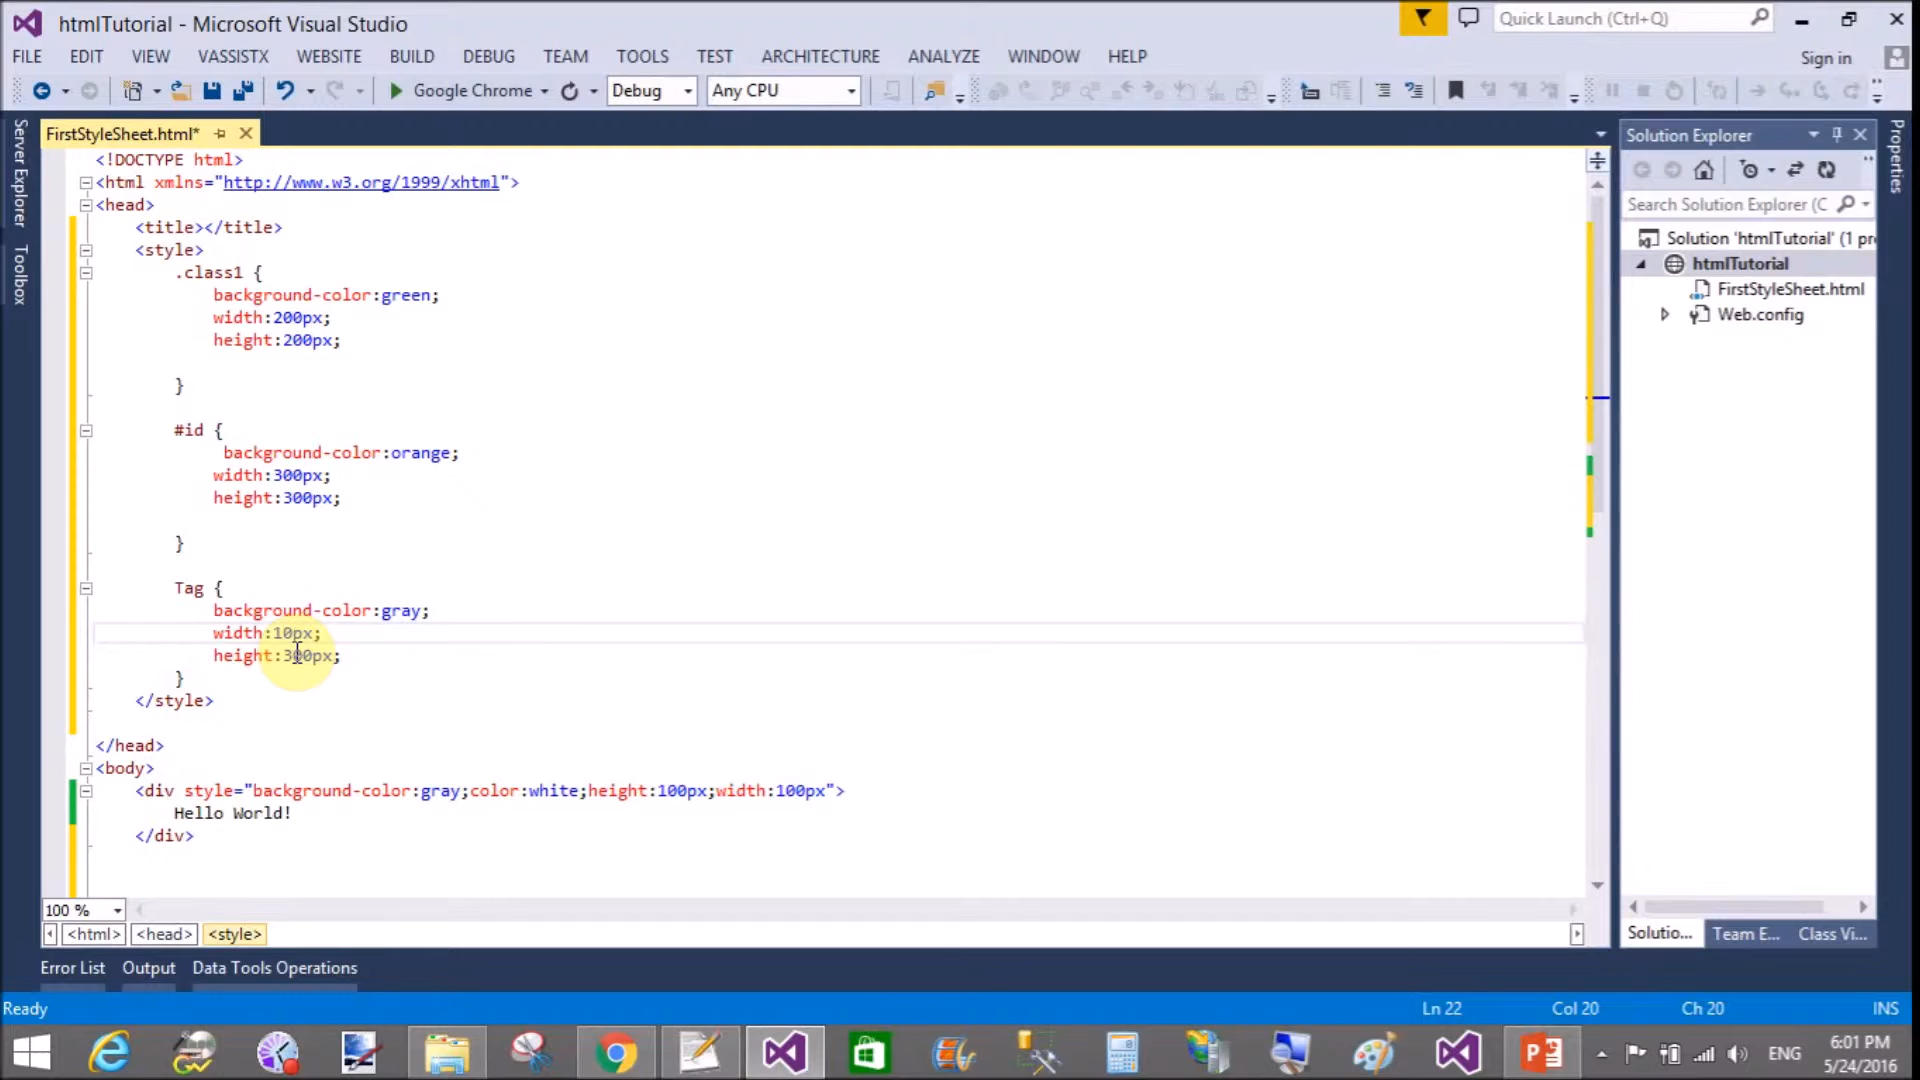 htmlTutorial - Microsoft Visual Studio
Quick Launch (Ctrl+Q)
FILE EDIT VIEW VASSISTX WEBSITE BUILD DEBUG TEAM TOOLS TEST ARCHITECTURE ANALYZE WINDOW HELP
Sign in
Google Chrome Debug Any CPU
Server Explorer
Toolbox
FirstStyleSheet.html*
<!DOCTYPE html>
<html xmlns="http://www.w3.org/1999/xhtml">
<head>
<title></title>
<style>
.class1 {
background-color:green;
width:200px;
height:200px;
}
#id {
background-color:orange;
width:300px;
height:300px;
}
Tag {
background-color:gray;
width:10px;
height:300px;
}
</style>
</head>
<body>
<div style="background-color:gray;color:white;height:100px;width:100px">
Hello World!
</div>
100 %
<html> <head> <style>
Solution Explorer
Search Solution Explorer (C
Solution 'htmlTutorial' (1 pr
htmlTutorial
FirstStyleSheet.html
Web.config
Solutio... Team E... Class Vi...
Properties
Error List Output Data Tools Operations
Ready
Ln 22 Col 20 Ch 20 INS
ENG
6:01 PM
5/24/2016